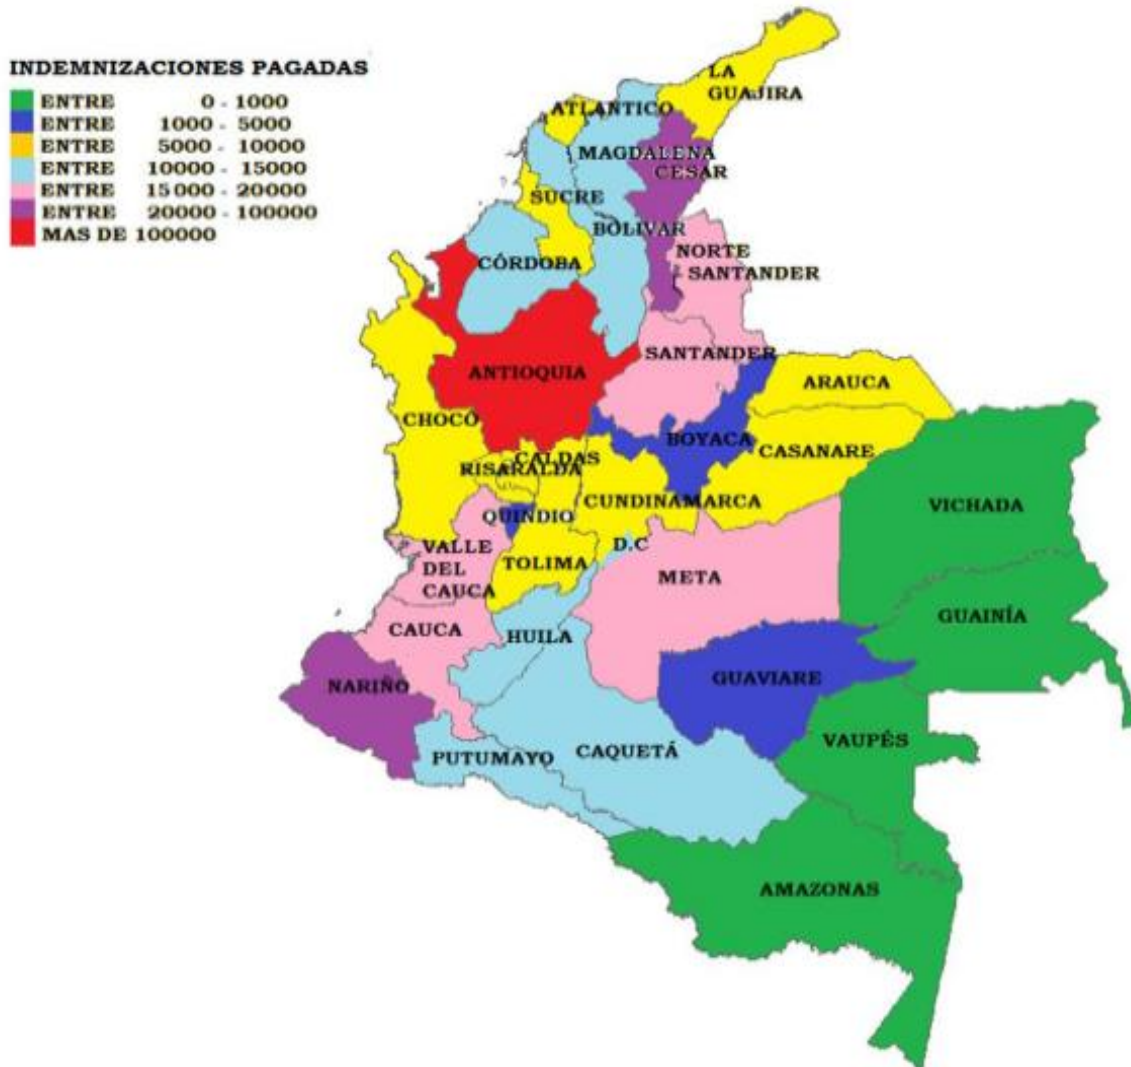 INDEMNIZACIONES PAGADAS
ENTRE 0 - 1000
ENTRE 1000 - 5000
ENTRE 5000 - 10000
ENTRE 10000 - 15000
ENTRE 15000 - 20000
ENTRE 20000 - 100000
MAS DE 100000
LA
GUAJIRA
ATLANTICO
MAGDALENA
CESAR
SUCRE
BOLIVAR
NORTE
SANTANDER
CÓRDOBA
SANTANDER
ANTIOQUIA
ARAUCA
CHOCÓ
BOYACA
CASANARE
CALDAS
RISARALDA
CUNDINAMARCA
VICHADA
QUINDIO
D.C
VALLE
DEL
CAUCA
TOLIMA
META
GUAINÍA
CAUCA
HUILA
GUAVIARE
NARIÑO
VAUPÉS
CAQUETÁ
PUTUMAYO
AMAZONAS